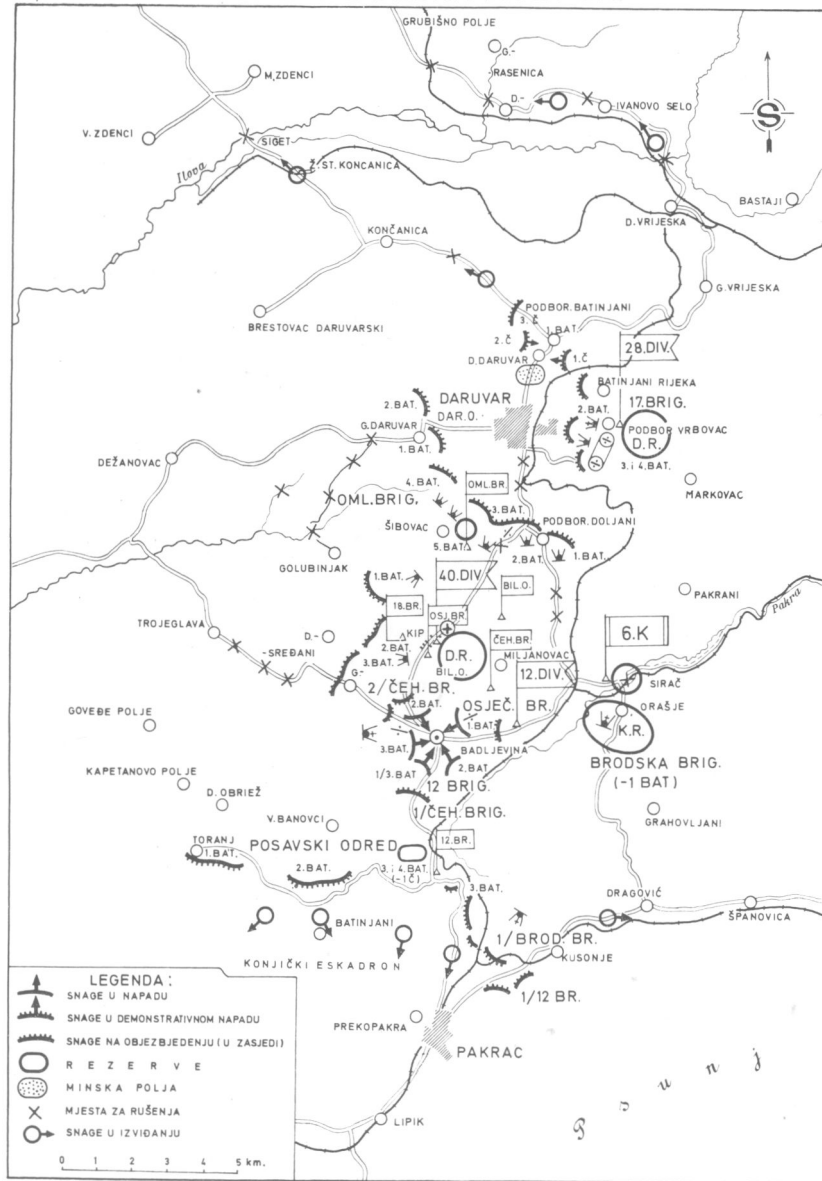 GRUBIŠNO POLJE
G.-
-RASENICA
D.-
IVANOVO SELO
M.ZDENCI
V. ZDENCI
SIGET
Ilova
Ž.-ST. KONCANICA
S
BASTAJI
D. VRIJESKA
KONČANICA
G. VRIJESKA
BRESTOVAC DARUVARSKI
PODBOR. BATINJANI
3. Č
1. BAT.
2. Č
D. DARUVAR
1. Č
28.DIV.
BATINJANI RIJEKA
DARUVAR
DAR.O.
2. BAT.
17. BRIG.
2. BAT.
G. DARUVAR
1. BAT.
PODBOR VRBOVAC
D.R.
3. i 4. BAT.
DEŽANOVAC
4. BAT.
OML.BR.
MARKOVAC
OML.BRIG.
3. BAT.
ŠIBOVAC
PODBOR. DOLJANI
5. BAT.
2. BAT.
1. BAT.
GOLUBINJAK
40.DIV.
1. BAT.
BIL.O.
PAKRANI
Pakra
18. BR.
OSJ. BR.
TROJEGLAVA
D.-
KIP
ČEH. BR
6.K
2. BAT.
-SREĐANI
3. BAT.
D.R.
BIL.O.
MILJANOVAC
12.DIV.
SIRAČ
G.-
2/ČEH. BR.
OSJEČ. BR.
ORAŠJE
2. BAT.
1. BAT.
K.R.
GOVEĐE POLJE
3. BAT.
BADLJEVINA
BRODSKA BRIG.
(-1 BAT)
1/3. BAT
2. BAT.
KAPETANOVO POLJE
12 BRIG.
D. OBRIEŽ
1/ČEH. BRIG.
GRAHOVLJANI
V. BANOVCI
TORANJ
POSAVSKI ODRED
12.BR.
1. BAT.
2. BAT.
3. i 4. BAT.
(-1Č)
3. BAT.
DRAGOVIĆ
ŠPANOVICA
BATINJANI
1/BROD. BR.
KONJIČKI ESKADRON
KUSONJE
1/12 BR.
PREKOPAKRA
PAKRAC
Psunj
LIPIK
LEGENDA:
SNAGE U NAPADU
SNAGE U DEMONSTRATIVNOM NAPADU
SNAGE NA OBJEZBJEDENJU (U ZASJEDI)
REZERVE
MINSKA POLJA
MJESTA ZA RUŠENJA
SNAGE U IZVIĐANJU
0 1 2 3 4 5 km.